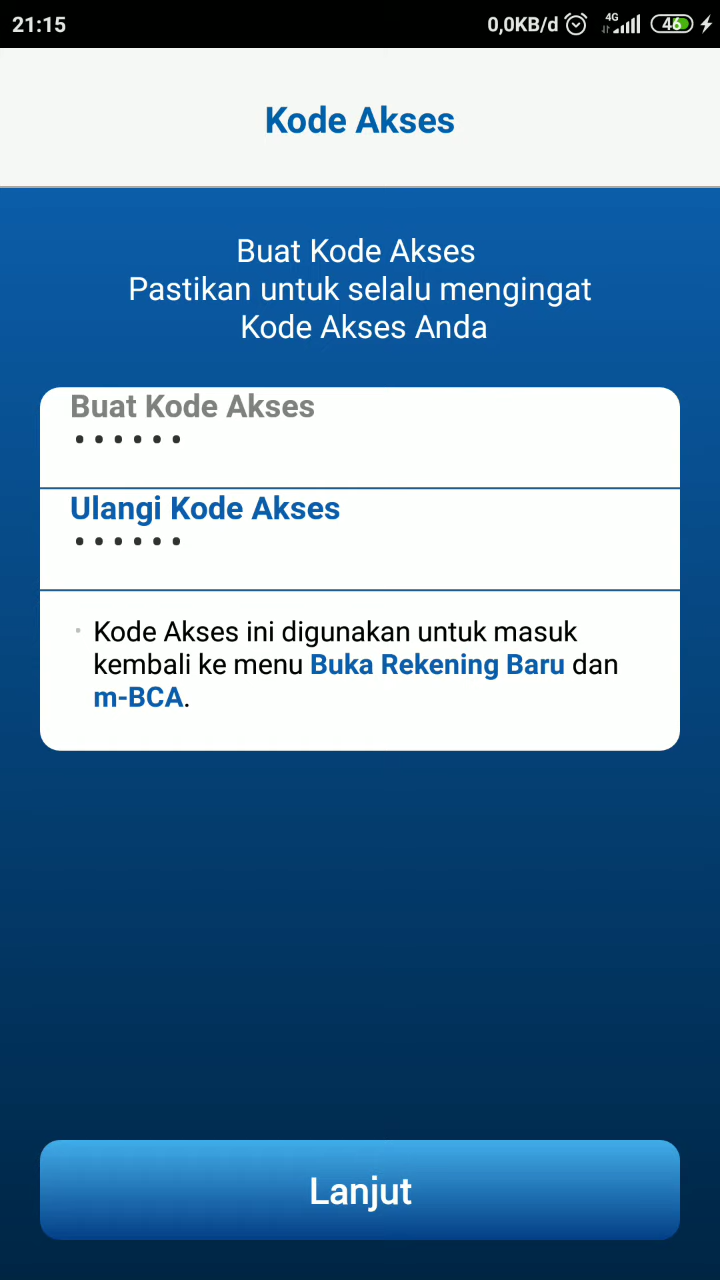 21:15 0,0KB/d 4G 46
Kode Akses
Buat Kode Akses
Pastikan untuk selalu mengingat
Kode Akses Anda
Buat Kode Akses
••••••
Ulangi Kode Akses
••••••
• Kode Akses ini digunakan untuk masuk
kembali ke menu Buka Rekening Baru dan
m-BCA.
Lanjut